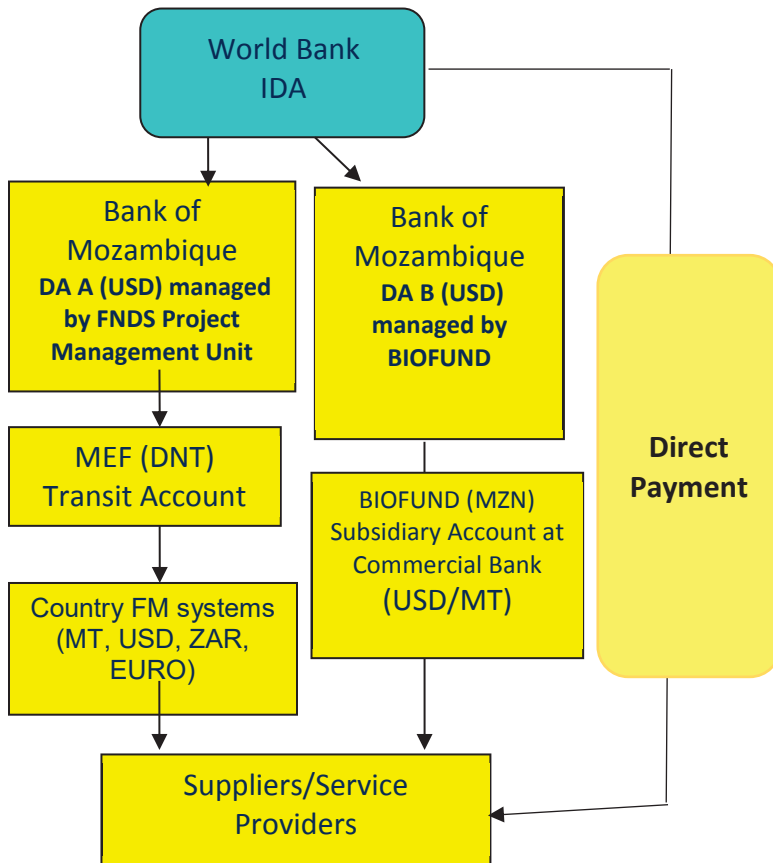 World Bank
IDA
Bank of
Mozambique
DA A (USD) managed
by FNDS Project
Management Unit
Bank of
Mozambique
DA B (USD)
managed by
BIOFUND
Direct
Payment
MEF (DNT)
Transit Account
BIOFUND (MZN)
Subsidiary Account at
Commercial Bank
(USD/MT)
Country FM systems
(MT, USD, ZAR,
EURO)
Suppliers/Service
Providers